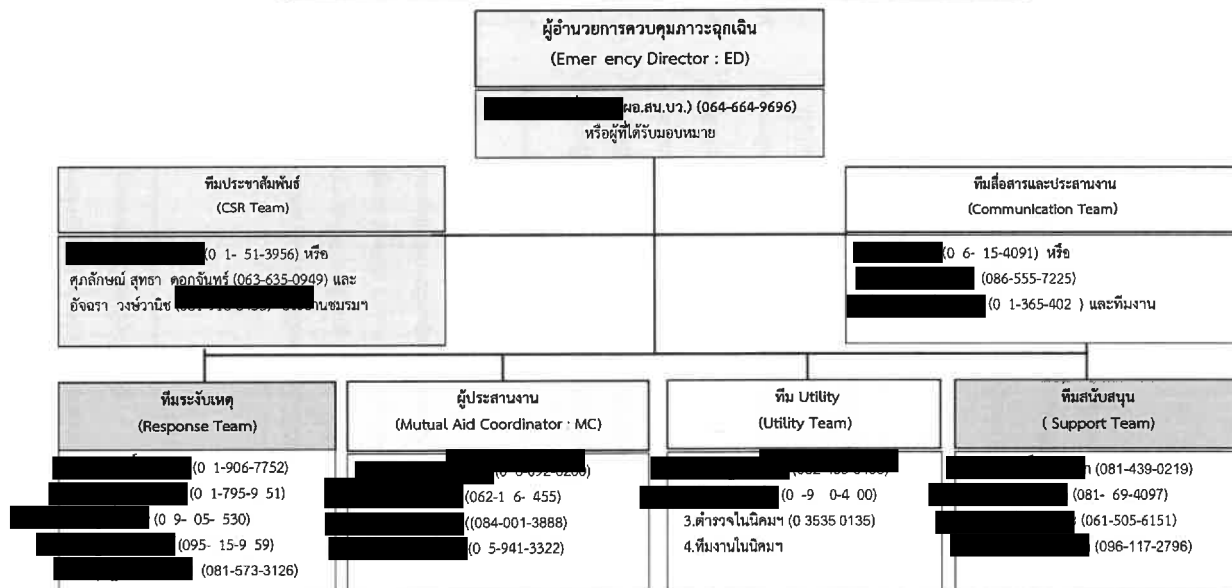 ผู้อำนวยการควบคุมภาวะฉุกเฉิน
(Emer ency Director : ED)
ผอ.สน.บว.) (064-664-9696)
หรือผู้ที่ได้รับมอบหมาย
ทีมประชาสัมพันธ์
(CSR Team)
(0 1- 51-3956) หรือ
ศุภลักษณ์ สุทธา ดอกจันทร์ (063-635-0949) และ
อัจฉรา วงษ์วานิช
ทีมสื่อสารและประสานงาน
(Communication Team)
(0 6- 15-4091) หรือ
(086-555-7225)
(0 1-365-402 ) และทีมงาน
ทีมระงับเหตุ
(Response Team)
(0 1-906-7752)
(0 1-795-9 51)
(0 9- 05- 530)
(095- 15-9 59)
(081-573-3126)
ผู้ประสานงาน
(Mutual Aid Coordinator : MC)
(062-1 6- 455)
((084-001-3888)
(0 5-941-3322)
ทีม Utility
(Utility Team)
(0 -9 0-4 00)
3.ตำรวจในนิคมฯ (0 3535 0135)
4.ทีมงานในนิคมฯ
ทีมสนับสนุน
( Support Team)
(081-439-0219)
(081- 69-4097)
(061-505-6151)
(096-117-2796)